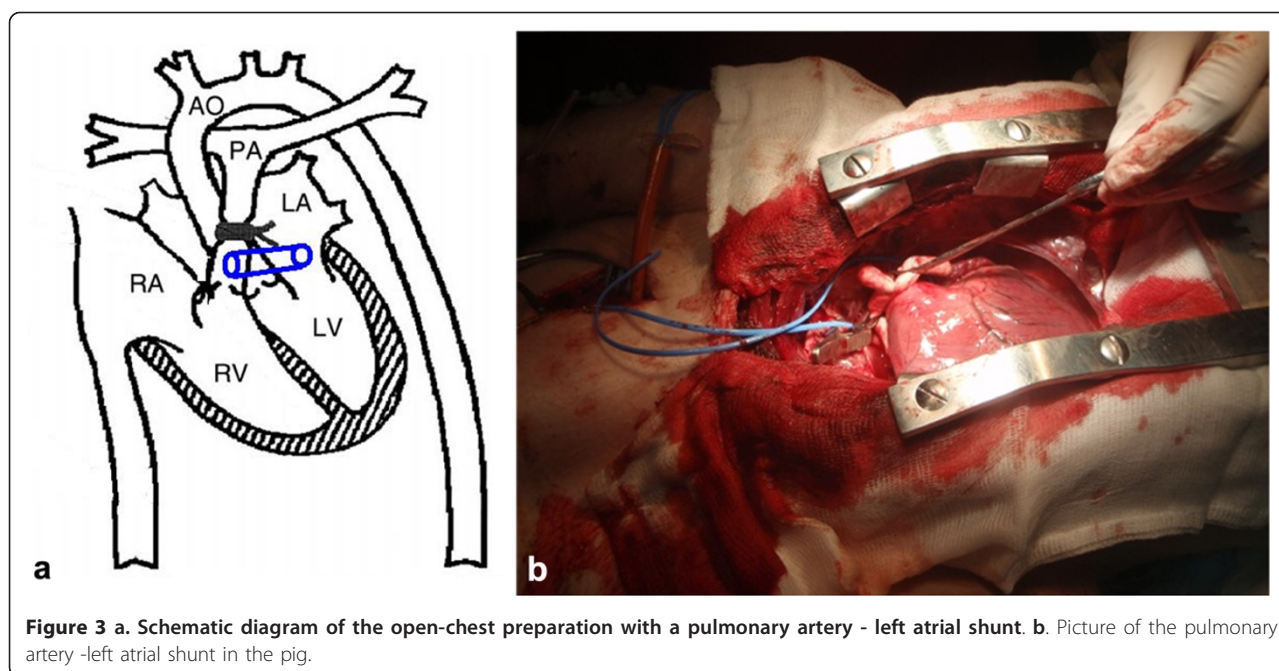 AO
PA
LA
RA
LV
RV
a
b
Figure 3 a. Schematic diagram of the open-chest preparation with a pulmonary artery - left atrial shunt. b. Picture of the pulmonary
artery -left atrial shunt in the pig.